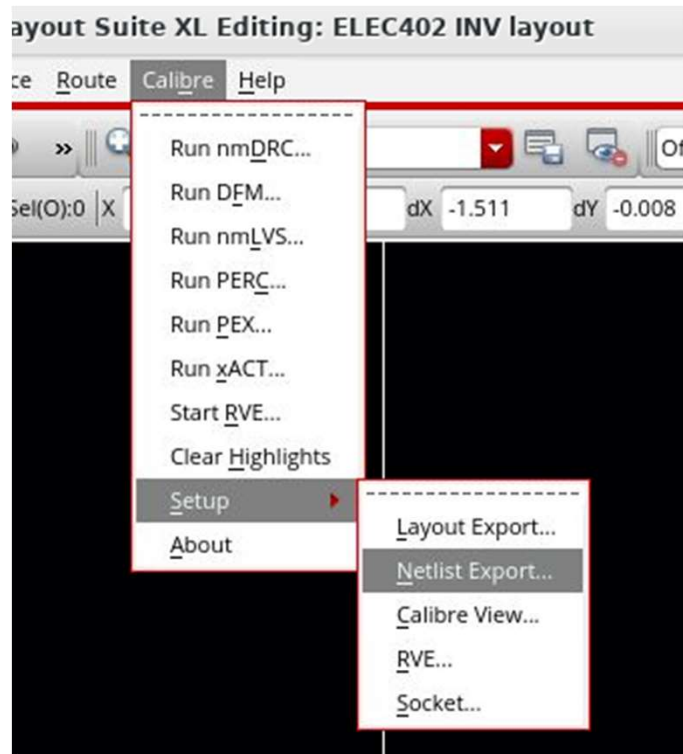 ayout Suite XL Editing: ELEC402 INV layout
ce Route Calibre Help
Sel(O):0 X dX -1.511 dY -0.008
Run nmDRC...
Run DFM...
Run nmLVS...
Run PERC...
Run PEX...
Run xACT...
Start RVE...
Clear Highlights
Setup
About
Layout Export...
Netlist Export...
Calibre View...
RVE...
Socket...